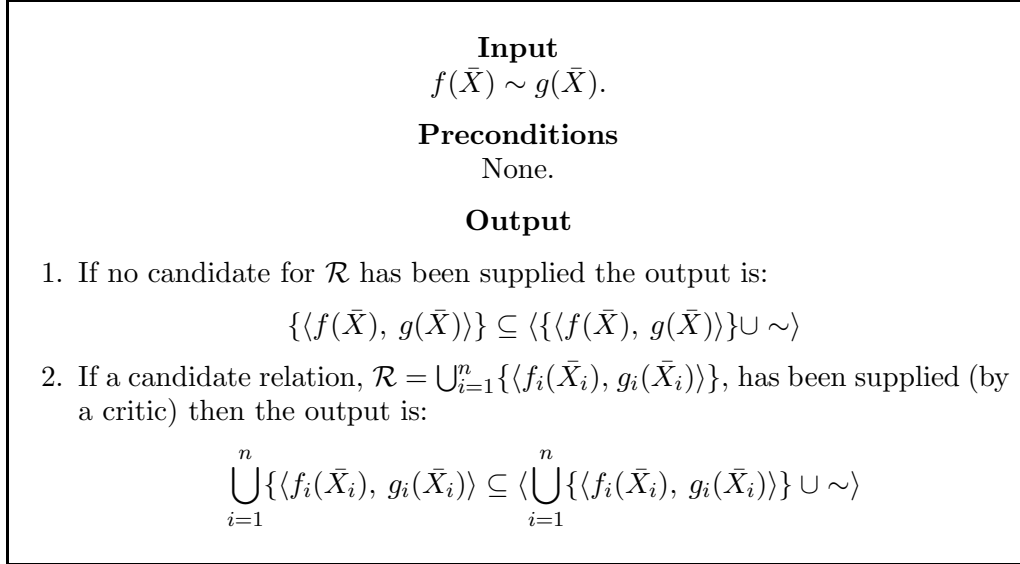 Input
f(X̄) ∼ g(X̄).
Preconditions
None.
Output
1. If no candidate for ℛ has been supplied the output is:
{⟨f(X̄), g(X̄)⟩} ⊆ ⟨{⟨f(X̄), g(X̄)⟩}∪ ∼⟩
2. If a candidate relation, ℛ = ⋃ⁿᵢ₌₁{⟨fᵢ(X̄ᵢ), gᵢ(X̄ᵢ)⟩}, has been supplied (by
a critic) then the output is:
⋃ⁿᵢ₌₁{⟨fᵢ(X̄ᵢ), gᵢ(X̄ᵢ)⟩ ⊆ ⟨⋃ⁿᵢ₌₁{⟨fᵢ(X̄ᵢ), gᵢ(X̄ᵢ)⟩} ∪ ∼⟩